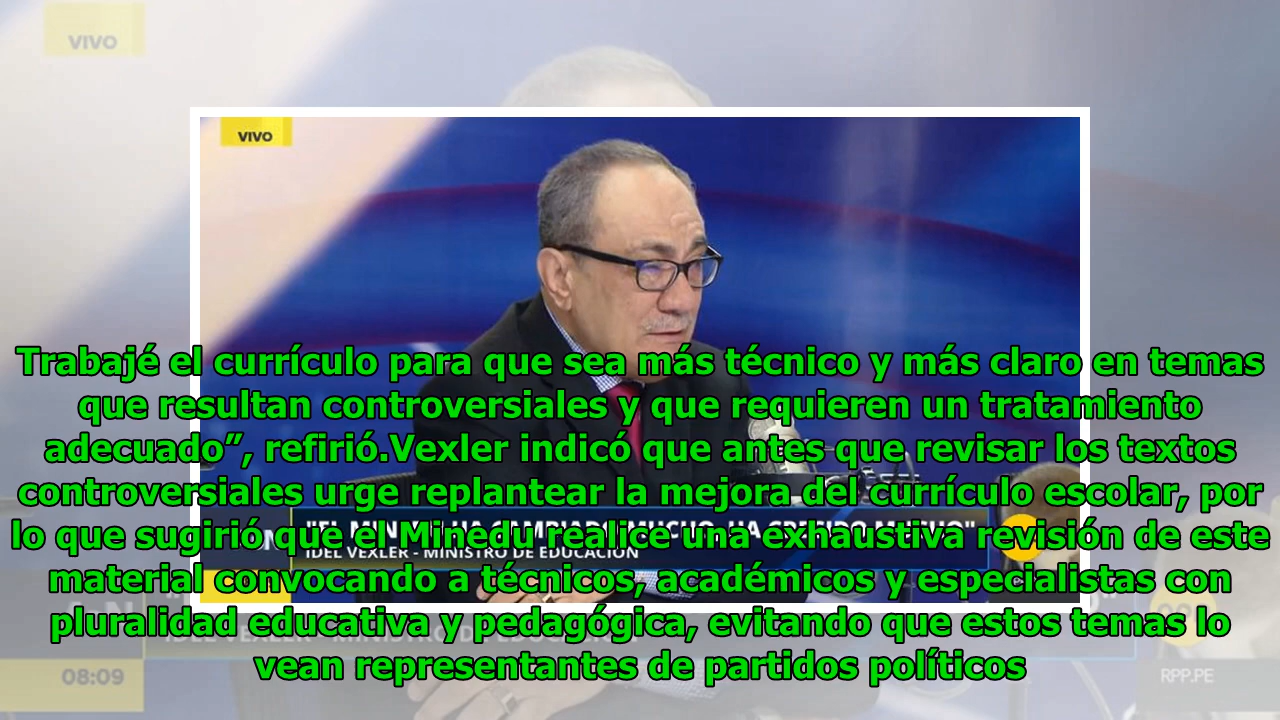 VIVO
VIVO
Trabajé el currículo para que sea más técnico y más claro en temas
que resultan controversiales y que requieren un tratamiento
adecuado”, refirió.Vexler indicó que antes que revisar los textos
controversiales urge replantear la mejora del currículo escolar, por
lo que sugirió que el Minedu realice una exhaustiva revisión de este
material convocando a técnicos, académicos y especialistas con
pluralidad educativa y pedagógica, evitando que estos temas lo
vean representantes de partidos políticos
IDEL VEXLER - MINISTRO DE EDUCACIÓN
08:09
RPP.PE